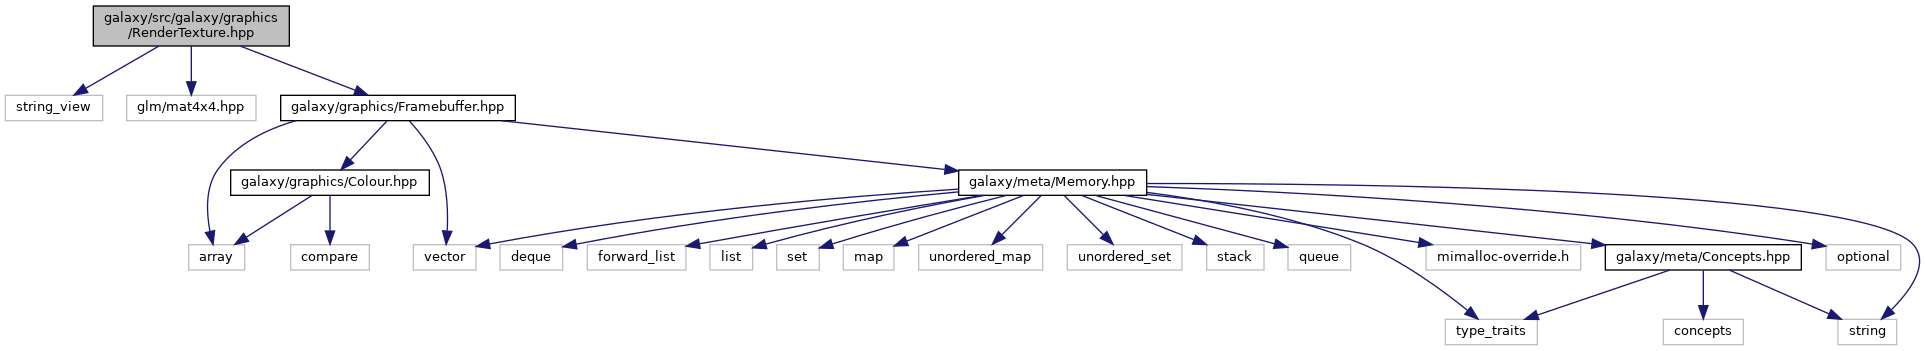 galaxy/src/galaxy/graphics
/RenderTexture.hpp
string_view
glm/mat4x4.hpp
galaxy/graphics/Framebuffer.hpp
galaxy/graphics/Colour.hpp
galaxy/meta/Memory.hpp
array
compare
vector
deque
forward_list
list
set
map
unordered_map
unordered_set
stack
queue
mimalloc-override.h
galaxy/meta/Concepts.hpp
optional
type_traits
concepts
string